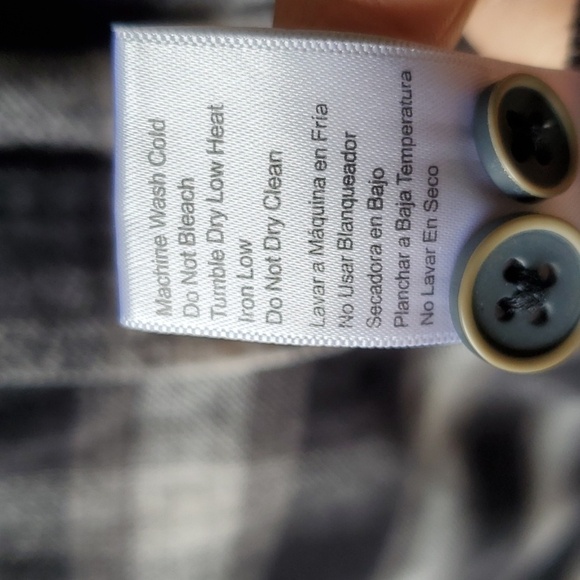 Machine Wash Cold
Do Not Bleach
Tumble Dry Low Heat
Iron Low
Do Not Dry Clean
Lavar a Máquina en Fría
No Usar Blanqueador
Secadora en Bajo
Planchar a Baja Temperatura
No Lavar En Seco